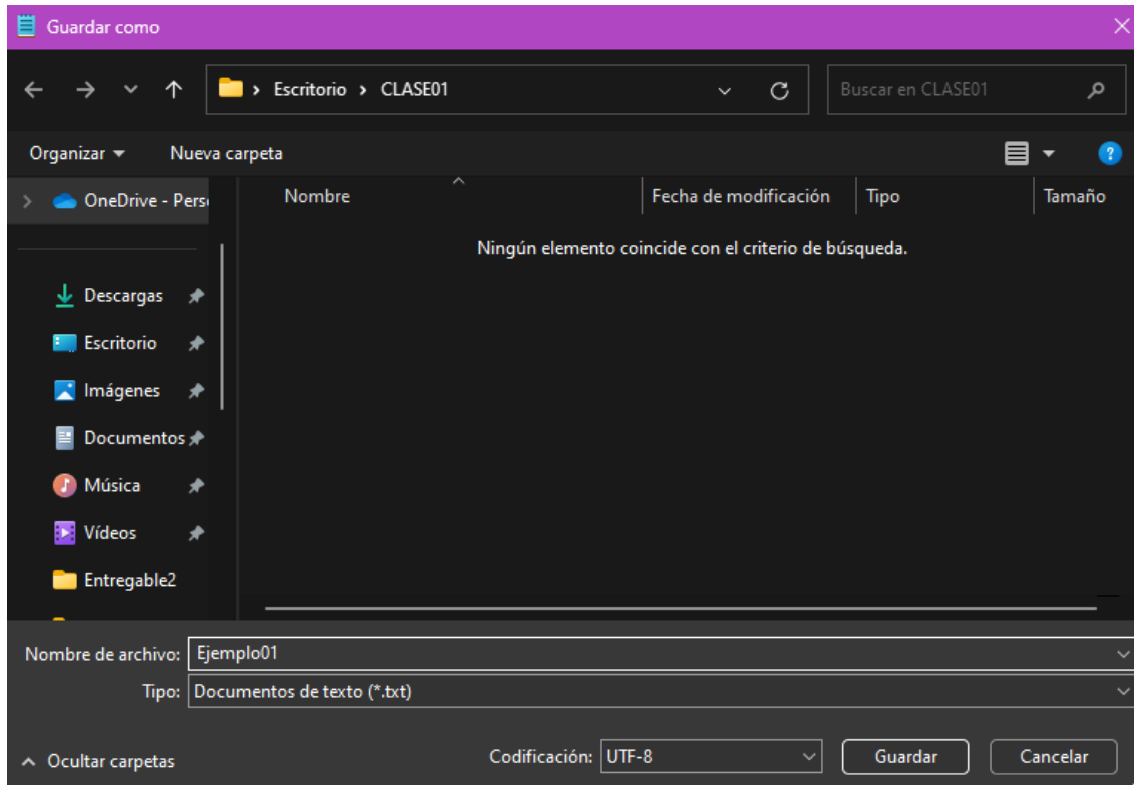 Guardar como
Escritorio > CLASE01
Buscar en CLASE01
Organizar
Nueva carpeta
OneDrive - Pers
Nombre
Fecha de modificación
Tipo
Tamaño
Ningún elemento coincide con el criterio de búsqueda.
Descargas
Escritorio
Imágenes
Documentos
Música
Vídeos
Entregable2
Nombre de archivo: Ejemplo01
Tipo: Documentos de texto (*.txt)
Ocultar carpetas
Codificación: UTF-8
Guardar
Cancelar